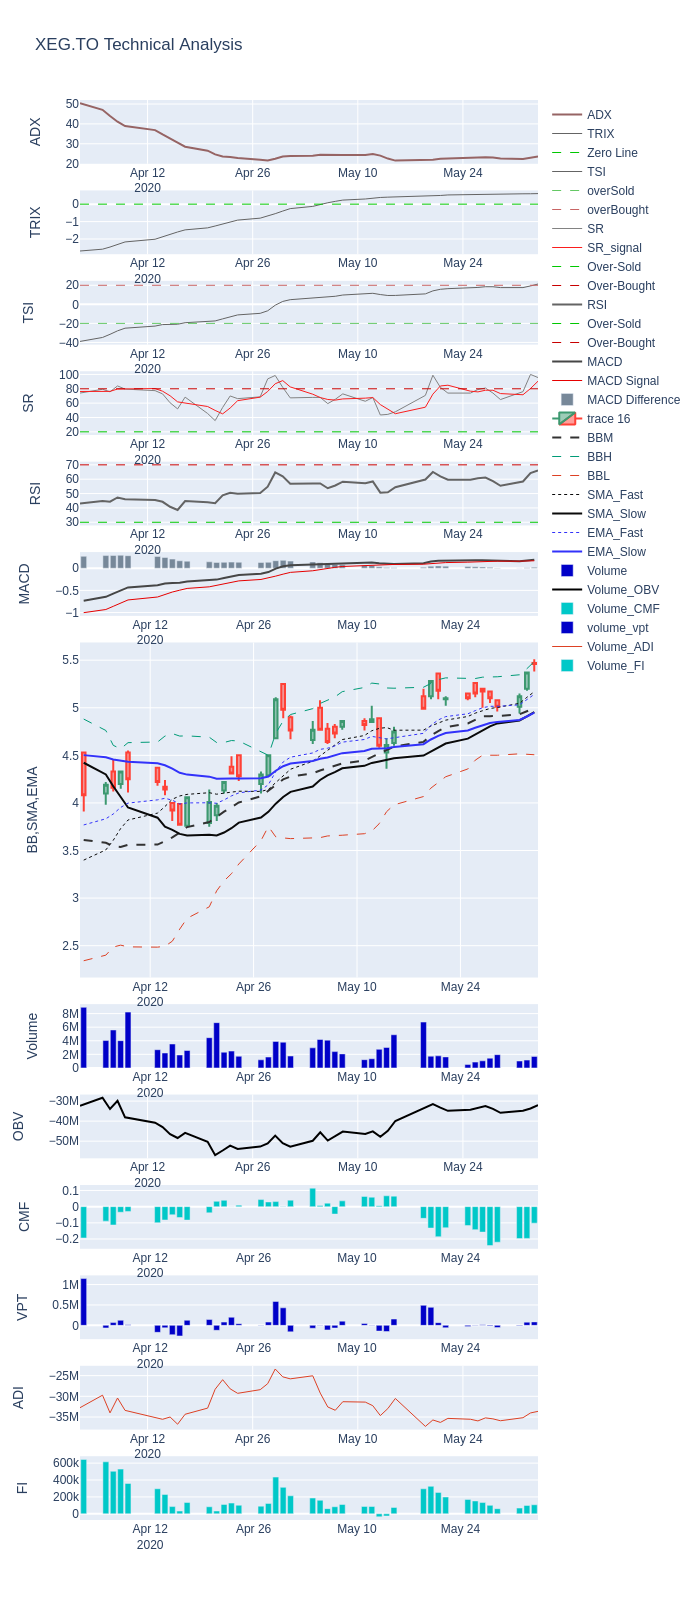 XEG.TO Technical Analysis
ADX
50
40
30
20
Apr 12
2020
Apr 26
May 10
May 24
TRIX
0
−1
−2
Apr 12
2020
Apr 26
May 10
May 24
TSI
20
0
−20
−40
Apr 12
2020
Apr 26
May 10
May 24
SR
100
80
60
40
20
Apr 12
2020
Apr 26
May 10
May 24
RSI
70
60
50
40
30
Apr 12
2020
Apr 26
May 10
May 24
MACD
0
−0.5
−1
Apr 12
2020
Apr 26
May 10
May 24
BB,SMA,EMA
5.5
5
4.5
4
3.5
3
2.5
Apr 12
2020
Apr 26
May 10
May 24
Volume
8M
6M
4M
2M
0
Apr 12
2020
Apr 26
May 10
May 24
OBV
−30M
−40M
−50M
Apr 12
2020
Apr 26
May 10
May 24
CMF
0.1
0
−0.1
−0.2
Apr 12
2020
Apr 26
May 10
May 24
VPT
1M
0.5M
0
Apr 12
2020
Apr 26
May 10
May 24
ADI
−25M
−30M
−35M
Apr 12
2020
Apr 26
May 10
May 24
FI
600k
400k
200k
0
Apr 12
2020
Apr 26
May 10
May 24
ADX
TRIX
Zero Line
TSI
overSold
overBought
SR
SR_signal
Over-Sold
Over-Bought
RSI
Over-Sold
Over-Bought
MACD
MACD Signal
MACD Difference
trace 16
BBM
BBH
BBL
SMA_Fast
SMA_Slow
EMA_Fast
EMA_Slow
Volume
Volume_OBV
Volume_CMF
volume_vpt
Volume_ADI
Volume_FI